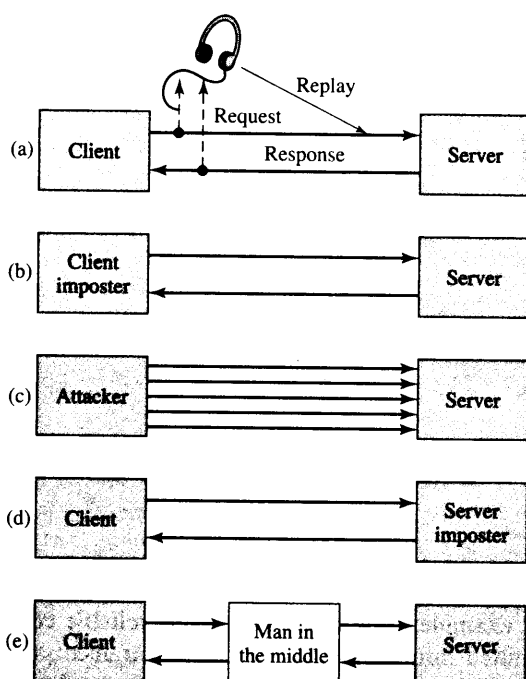 Replay
Request
(a)
Client
Response
Server
(b)
Client
imposter
Server
(c)
Attacker
Server
(d)
Client
Server
imposter
(e)
Client
Man in
the middle
Server